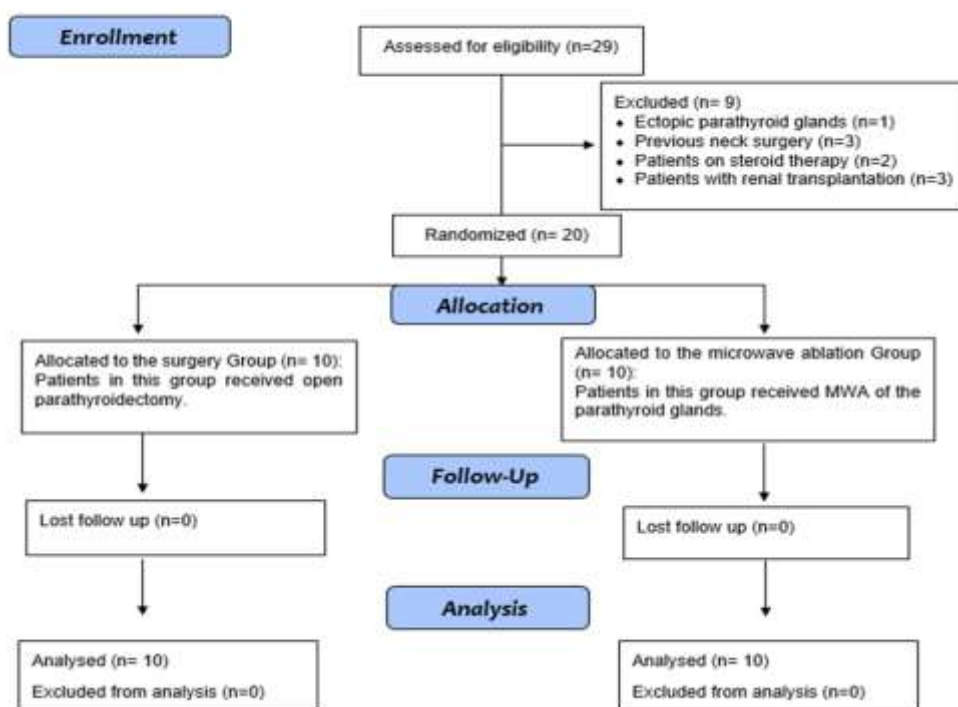 Enrollment
Assessed for eligibility (n=29)
Excluded (n= 9)
• Ectopic parathyroid glands (n=1)
• Previous neck surgery (n=3)
• Patients on steroid therapy (n=2)
• Patients with renal transplantation (n=3)
Randomized (n= 20)
Allocation
Allocated to the surgery Group (n= 10):
Patients in this group received open
parathyroidectomy.
Allocated to the microwave ablation Group
(n= 10):
Patients in this group received MWA of the
parathyroid glands.
Follow-Up
Lost follow up (n=0)
Lost follow up (n=0)
Analysis
Analysed (n= 10)
Excluded from analysis (n=0)
Analysed (n= 10)
Excluded from analysis (n=0)